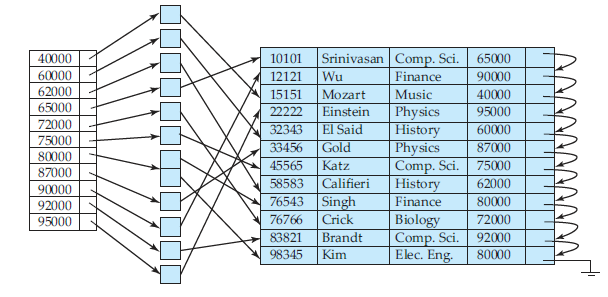 40000
60000
62000
65000
72000
75000
80000
87000
90000
92000
95000
10101 Srinivasan Comp. Sci. 65000
12121 Wu Finance 90000
15151 Mozart Music 40000
22222 Einstein Physics 95000
32343 El Said History 60000
33456 Gold Physics 87000
45565 Katz Comp. Sci. 75000
58583 Califieri History 62000
76543 Singh Finance 80000
76766 Crick Biology 72000
83821 Brandt Comp. Sci. 92000
98345 Kim Elec. Eng. 80000